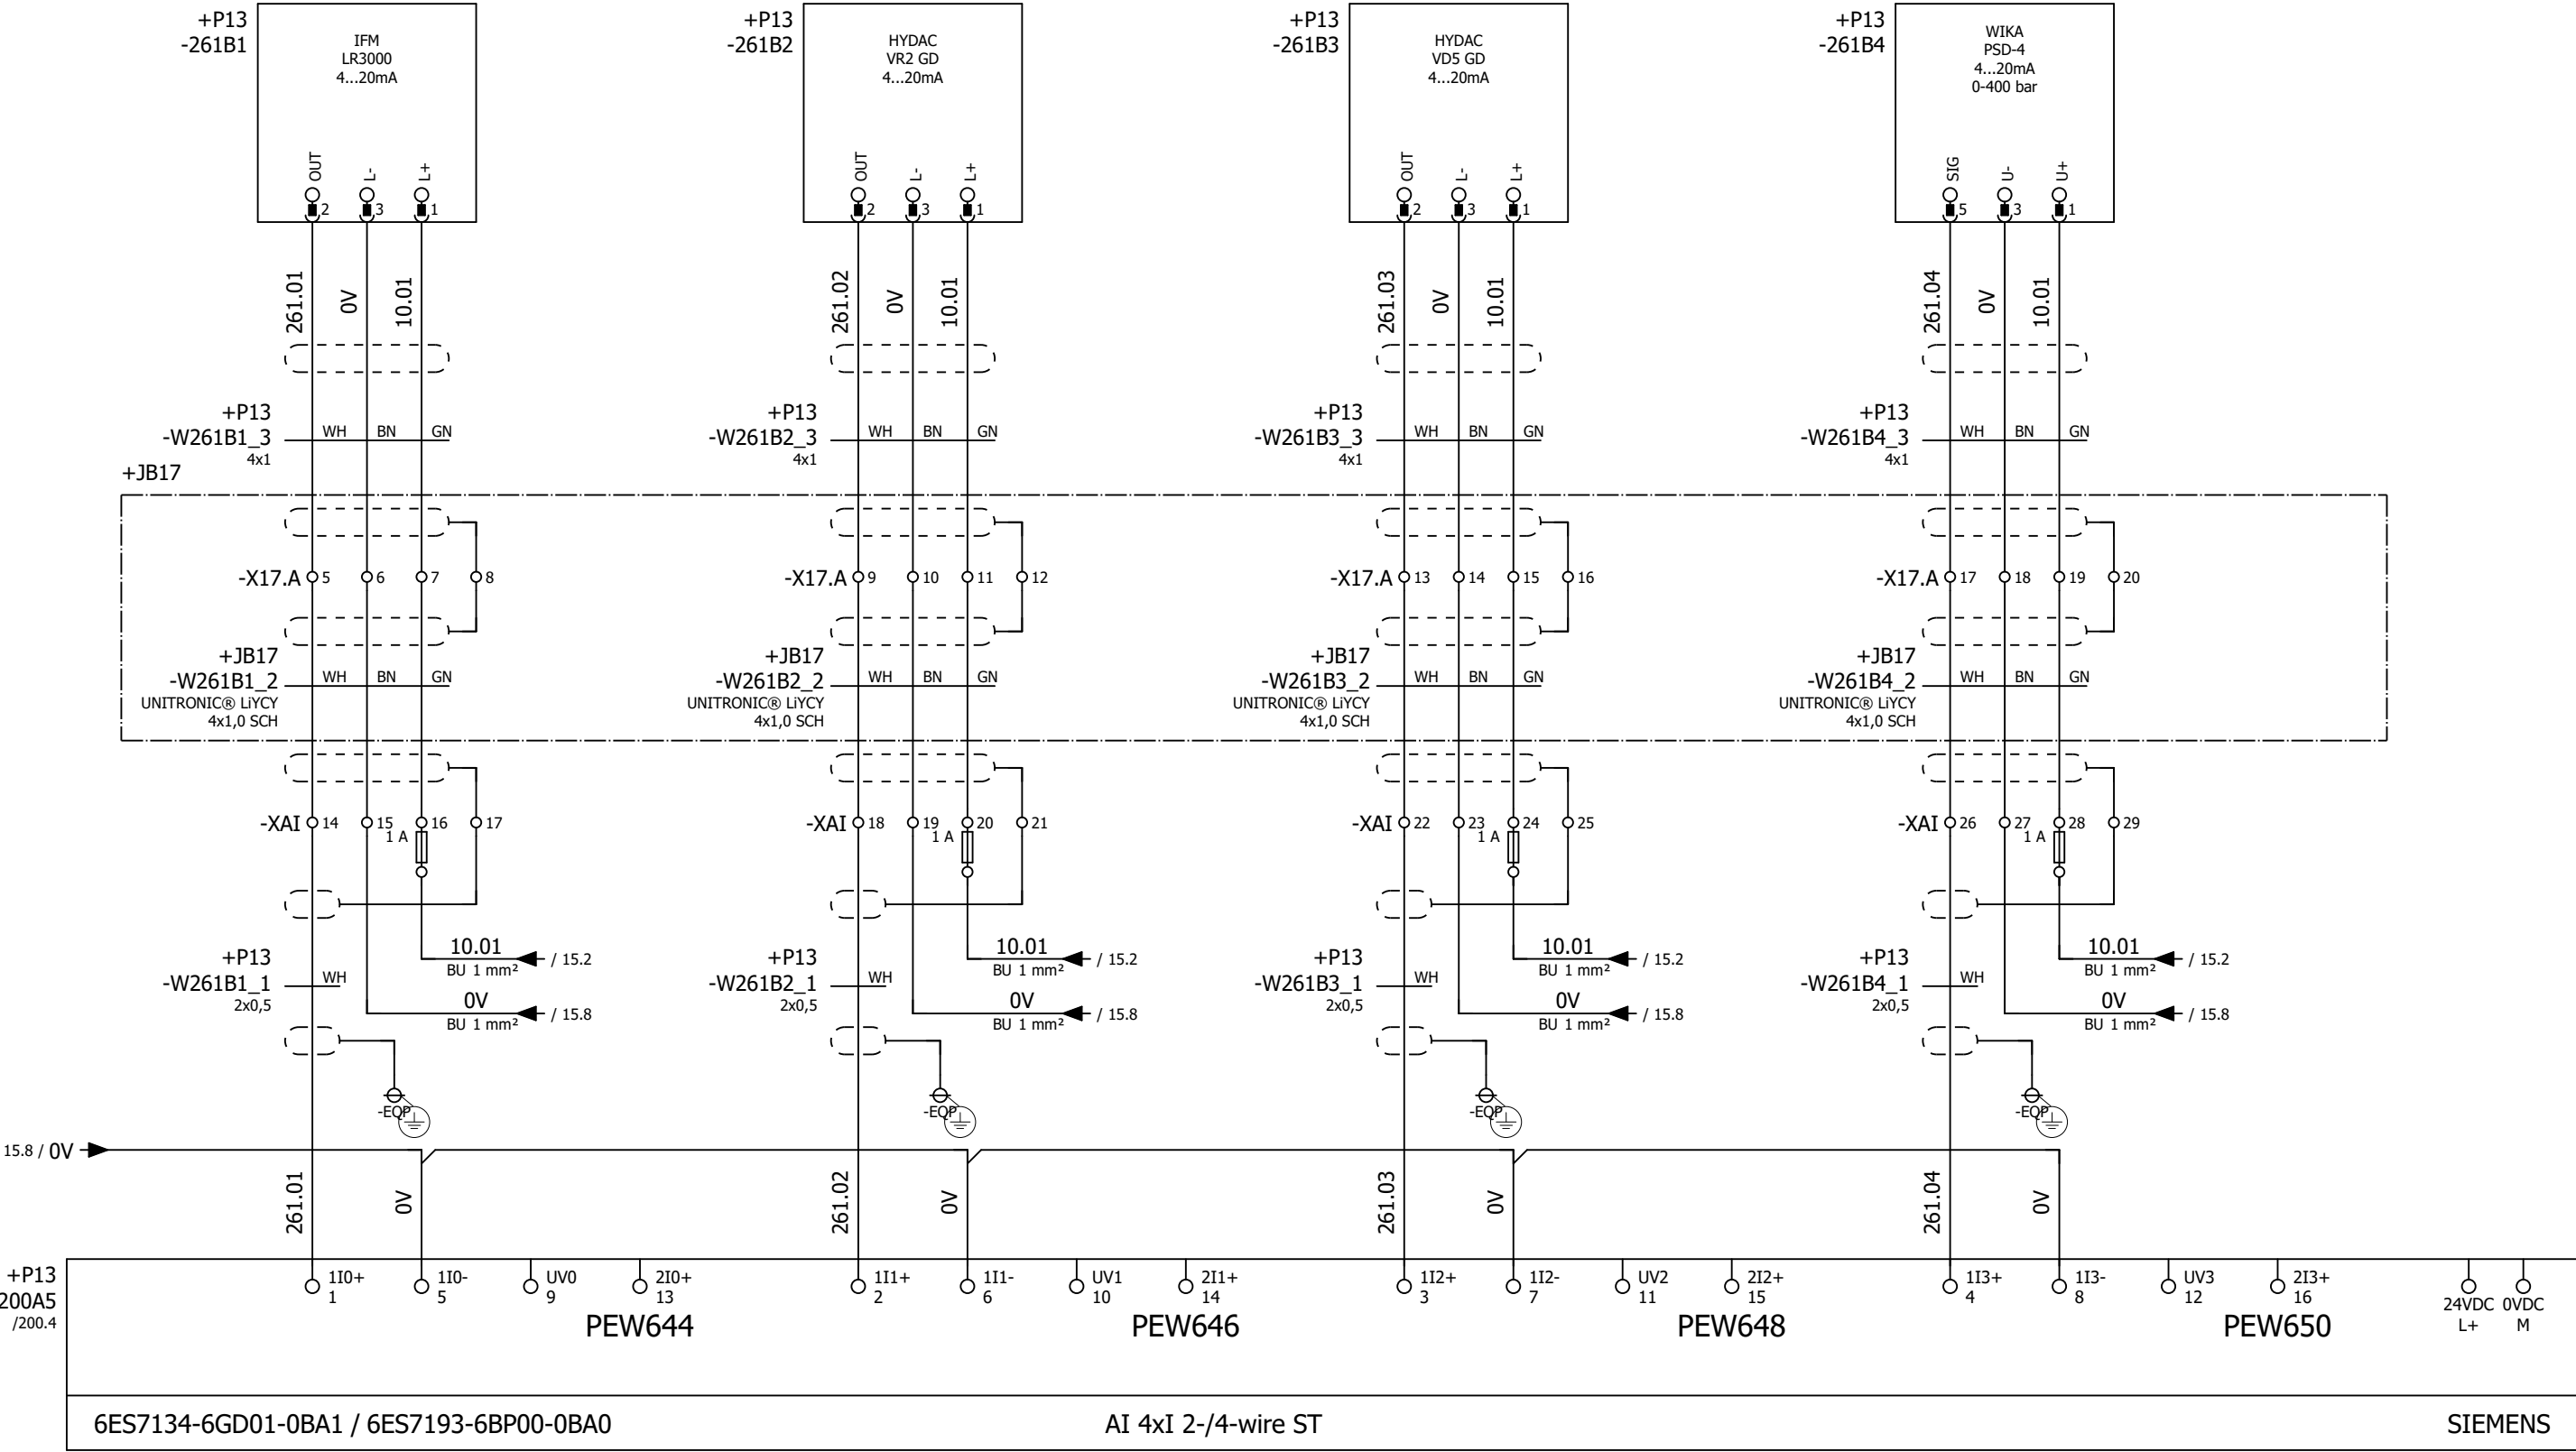 +P13
-261B1
IFM
LR3000
4...20mA
OUT
L-
L+
2
3
1
+P13
-261B2
HYDAC
VR2 GD
4...20mA
OUT
L-
L+
2
3
1
+P13
-261B3
HYDAC
VD5 GD
4...20mA
OUT
L-
L+
2
3
1
+P13
-261B4
WIKA
PSD-4
4...20mA
0-400 bar
SIG
U-
U+
5
3
1
261.01
0V
10.01
261.02
0V
10.01
261.03
0V
10.01
261.04
0V
10.01
+P13
-W261B1_3
4x1
WH BN GN
+P13
-W261B2_3
4x1
WH BN GN
+P13
-W261B3_3
4x1
WH BN GN
+P13
-W261B4_3
4x1
WH BN GN
+JB17
-X17.A 5 6 7 8
-X17.A 9 10 11 12
-X17.A 13 14 15 16
-X17.A 17 18 19 20
+JB17
-W261B1_2
UNITRONIC® LiYCY
4x1,0 SCH
WH BN GN
+JB17
-W261B2_2
UNITRONIC® LiYCY
4x1,0 SCH
WH BN GN
+JB17
-W261B3_2
UNITRONIC® LiYCY
4x1,0 SCH
WH BN GN
+JB17
-W261B4_2
UNITRONIC® LiYCY
4x1,0 SCH
WH BN GN
-XAI 14 15 16 17
1 A
-XAI 18 19 20 21
1 A
-XAI 22 23 24 25
1 A
-XAI 26 27 28 29
1 A
+P13
-W261B1_1
2x0,5
WH
10.01
BU 1 mm²
/ 15.2
0V
BU 1 mm²
/ 15.8
+P13
-W261B2_1
2x0,5
WH
10.01
BU 1 mm²
/ 15.2
0V
BU 1 mm²
/ 15.8
+P13
-W261B3_1
2x0,5
WH
10.01
BU 1 mm²
/ 15.2
0V
BU 1 mm²
/ 15.8
+P13
-W261B4_1
2x0,5
WH
10.01
BU 1 mm²
/ 15.2
0V
BU 1 mm²
/ 15.8
-EQP
-EQP
-EQP
-EQP
15.8 / 0V
261.01
0V
261.02
0V
261.03
0V
261.04
0V
+P13
200A5
/200.4
1I0+
1
1I0-
5
UV0
9
2I0+
13
PEW644
1I1+
2
1I1-
6
UV1
10
2I1+
14
PEW646
1I2+
3
1I2-
7
UV2
11
2I2+
15
PEW648
1I3+
4
1I3-
8
UV3
12
2I3+
16
PEW650
24VDC
L+
0VDC
M
6ES7134-6GD01-0BA1 / 6ES7193-6BP00-0BA0
AI 4xI 2-/4-wire ST
SIEMENS